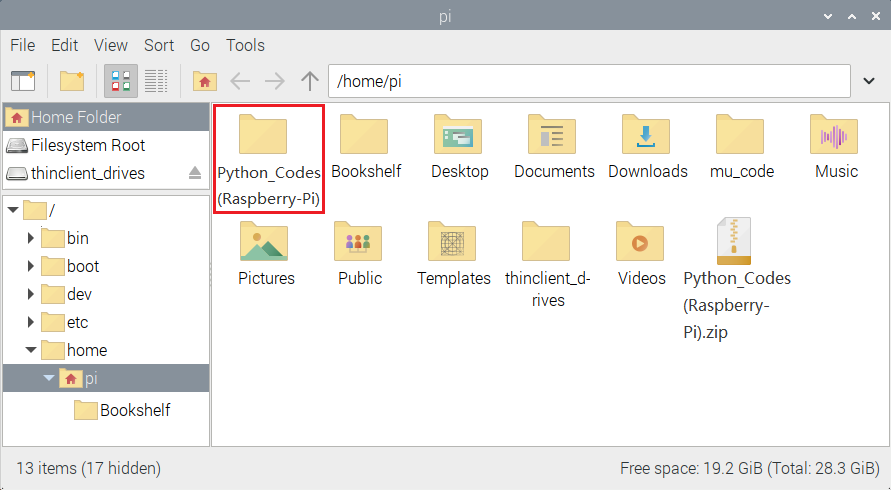 pi
File Edit View Sort Go Tools
/home/pi
Home Folder
Filesystem Root
thinclient_drives
/
bin
boot
dev
etc
home
pi
Bookshelf
Python_Codes
(Raspberry-Pi)
Bookshelf
Desktop
Documents
Downloads
mu_code
Music
Pictures
Public
Templates
thinclient_d-
rives
Videos
Python_Codes
(Raspberry-
Pi).zip
13 items (17 hidden)
Free space: 19.2 GiB (Total: 28.3 GiB)